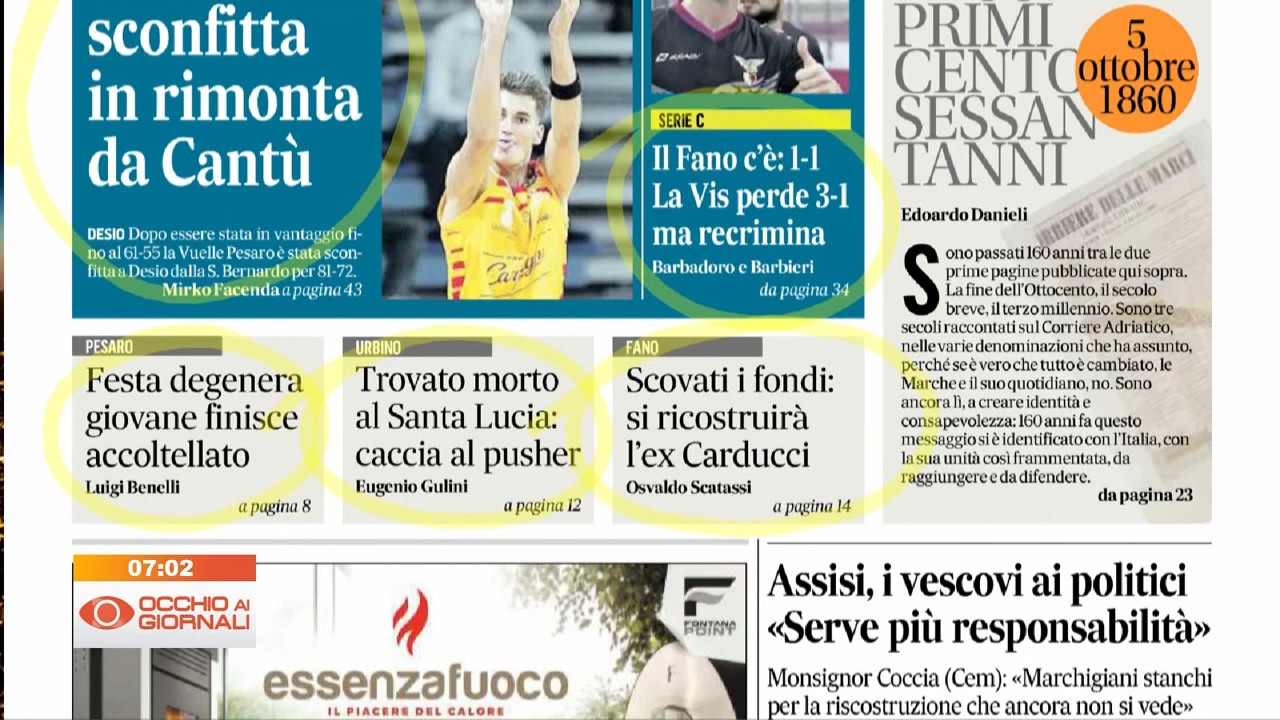 sconfitta
in rimonta
da Cantù
DESIO Dopo essere stata in vantaggio fi-
no al 61-55 la Vuelle Pesaro è stata scon-
fitta a Desio dalla S. Bernardo per 81-72.
Mirko Facenda a pagina 43
SERIE C
Il Fano c'è: 1-1
La Vis perde 3-1
ma recrimina
Barbadoro e Barbieri
da pagina 34
PRIMI
CENTO
SESSAN
TANNI
5
ottobre
1860
Edoardo Danieli
CORRIERE DELLE MARCHE
Sono passati 160 anni tra le due
prime pagine pubblicate qui sopra.
La fine dell'Ottocento, il secolo
breve, il terzo millennio. Sono tre
secoli raccontati sul Corriere Adriatico,
nelle varie denominazioni che ha assunto,
perché se è vero che tutto è cambiato, le
Marche e il suo quotidiano, no. Sono
ancora lì, a creare identità e
consapevolezza: 160 anni fa questo
messaggio si è identificato con l'Italia, con
la sua unità così frammentata, da
raggiungere e da difendere.
da pagina 23
PESARO
Festa degenera
giovane finisce
accoltellato
Luigi Benelli
a pagina 8
URBINO
Trovato morto
al Santa Lucia:
caccia al pusher
Eugenio Gulini
a pagina 12
FANO
Scovati i fondi:
si ricostruirà
l'ex Carducci
Osvaldo Scatassi
a pagina 14
07:02
OCCHIO AI
GIORNALI
FONTANA
POINT
essenzafuoco
IL PIACERE DEL CALORE
Assisi, i vescovi ai politici
«Serve più responsabilità»
Monsignor Coccia (Cem): «Marchigiani stanchi
per la riscostruzione che ancora non si vede»